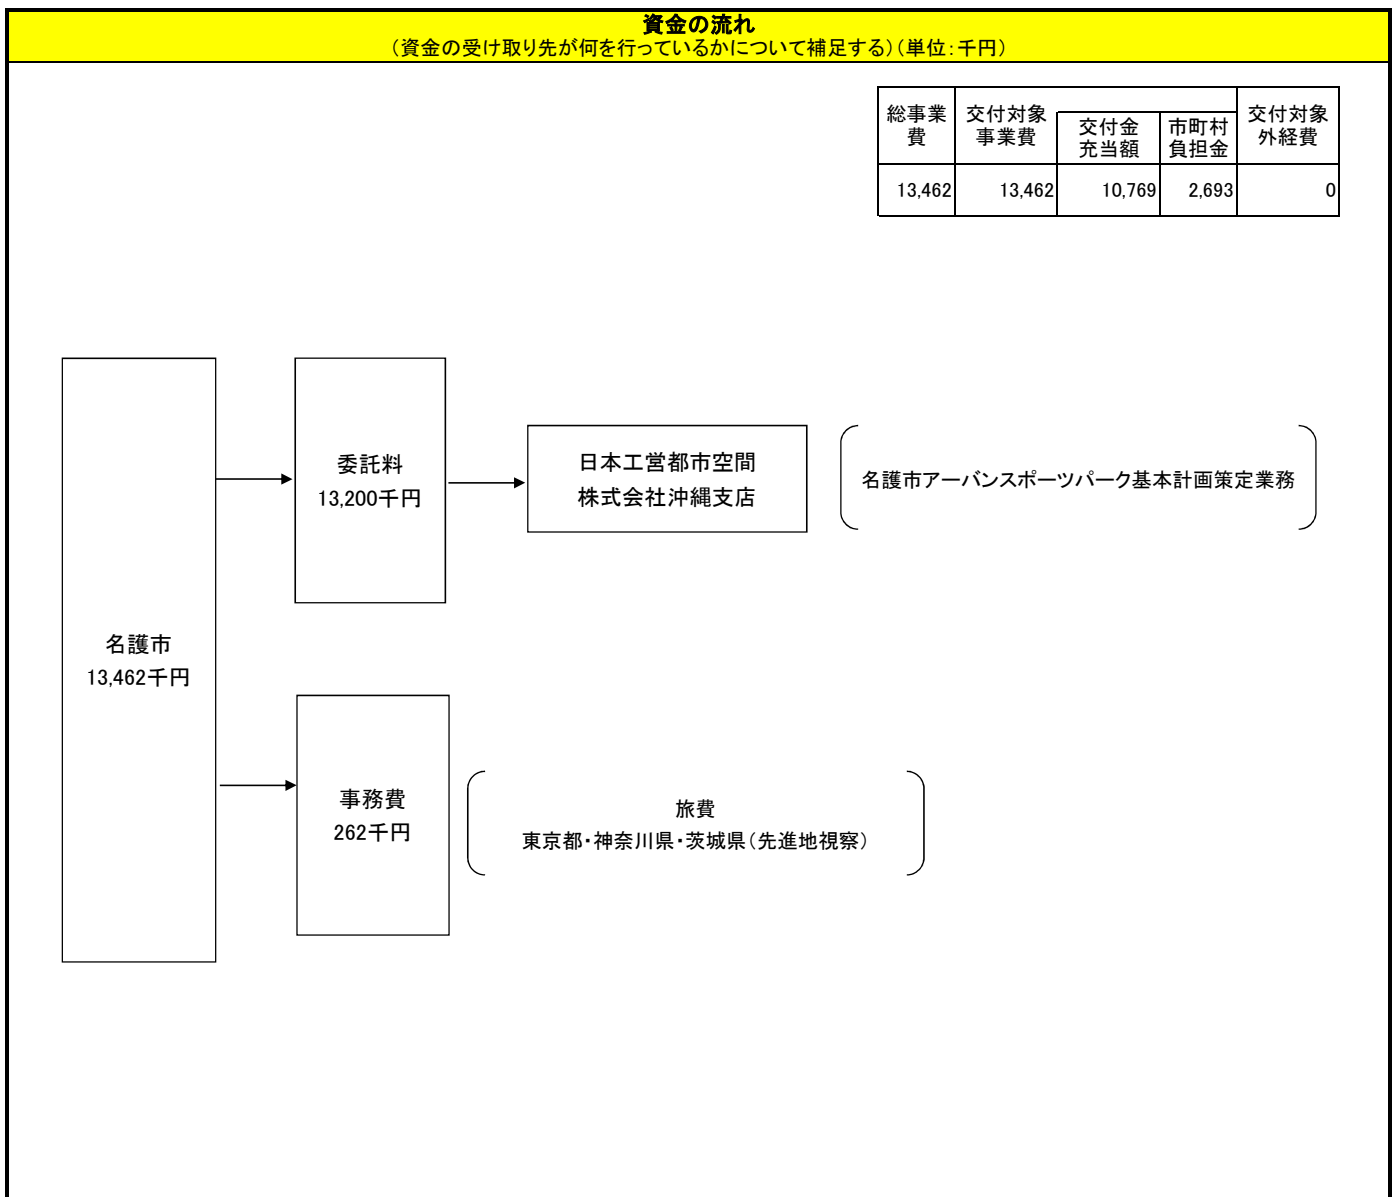 資金の流れ
（資金の受け取り先が何を行っているかについて補足する）（単位：千円）
総事業
費
交付対象
事業費
交付金
充当額
市町村
負担金
交付対象
外経費
13,462
13,462
10,769
2,693
0
委託料
13,200千円
日本工営都市空間
株式会社沖縄支店
名護市アーバンスポーツパーク基本計画策定業務
名護市
13,462千円
事務費
262千円
旅費
東京都・神奈川県・茨城県（先進地視察）